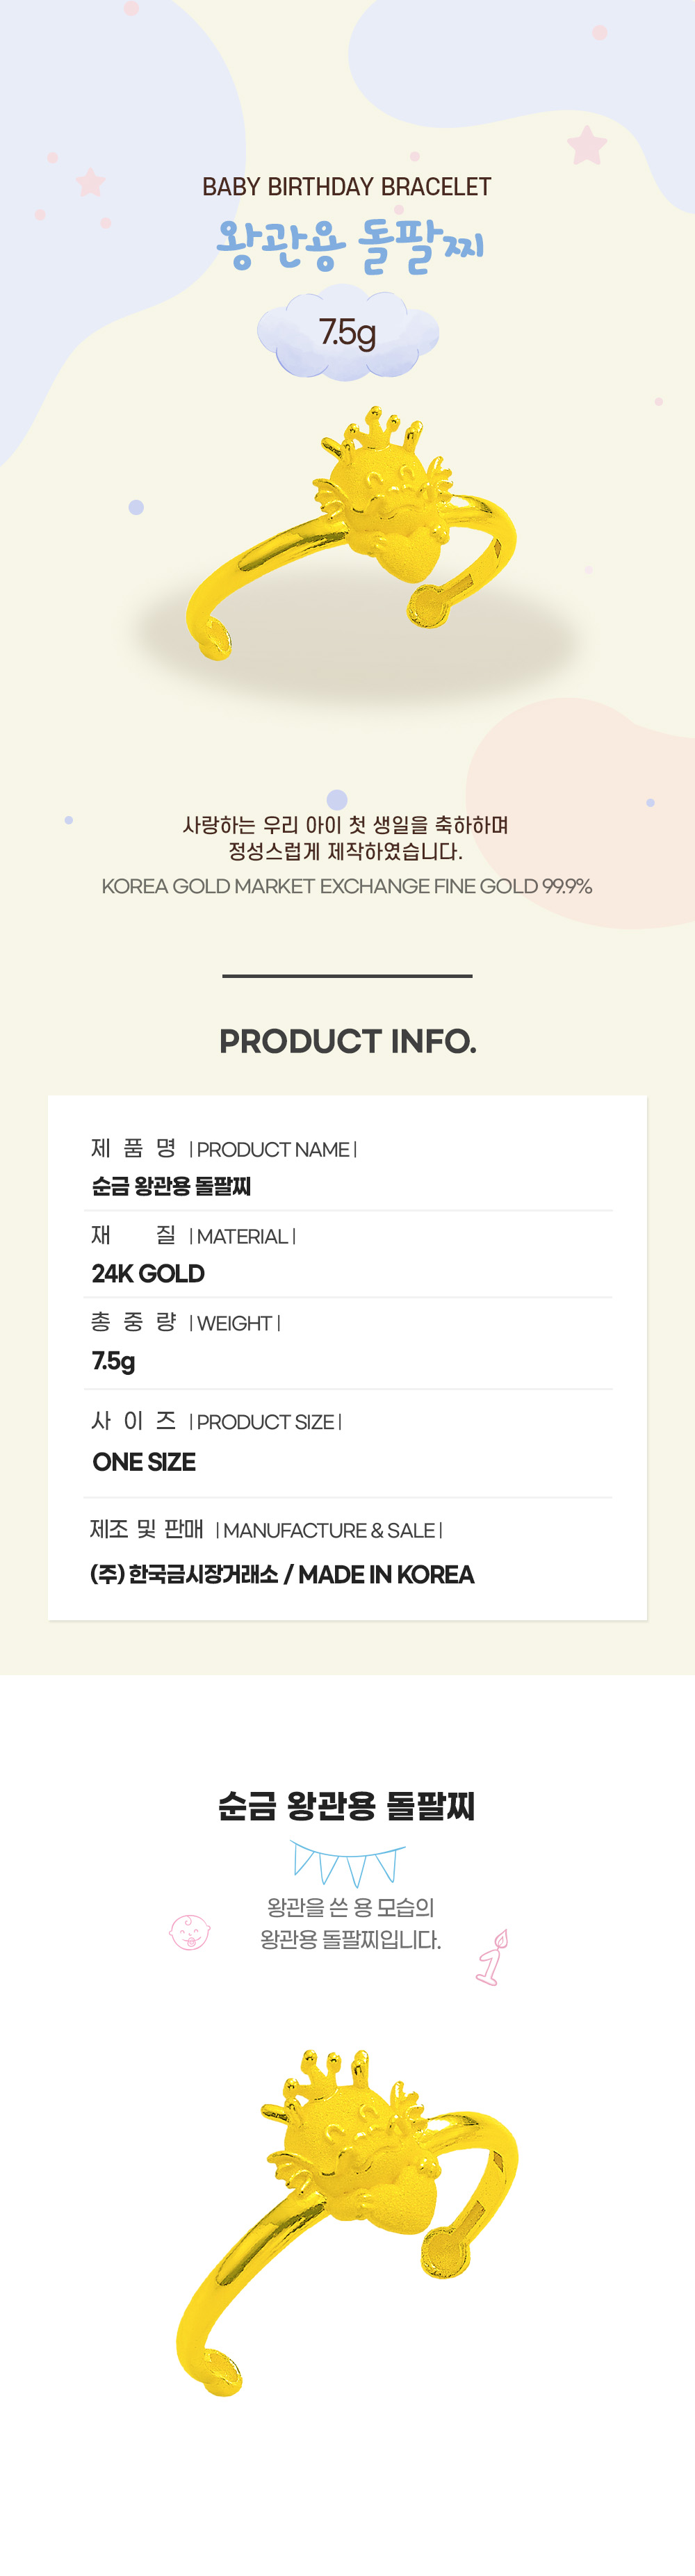 BABY BIRTHDAY BRACELET
왕관용 돌팔찌
7.5g
사랑하는 우리 아이 첫 생일을 축하하며
정성스럽게 제작하였습니다.
KOREA GOLD MARKET EXCHANGE FINE GOLD 99.9%
PRODUCT INFO.
제 품 명 | PRODUCT NAME |
순금 왕관용 돌팔찌
재 질 | MATERIAL |
24K GOLD
총 중 량 | WEIGHT |
7.5g
사 이 즈 | PRODUCT SIZE |
ONE SIZE
제조 및 판매 | MANUFACTURE & SALE |
(주) 한국금시장거래소 / MADE IN KOREA
순금 왕관용 돌팔찌
왕관을 쓴 용 모습의
왕관용 돌팔찌입니다.
1